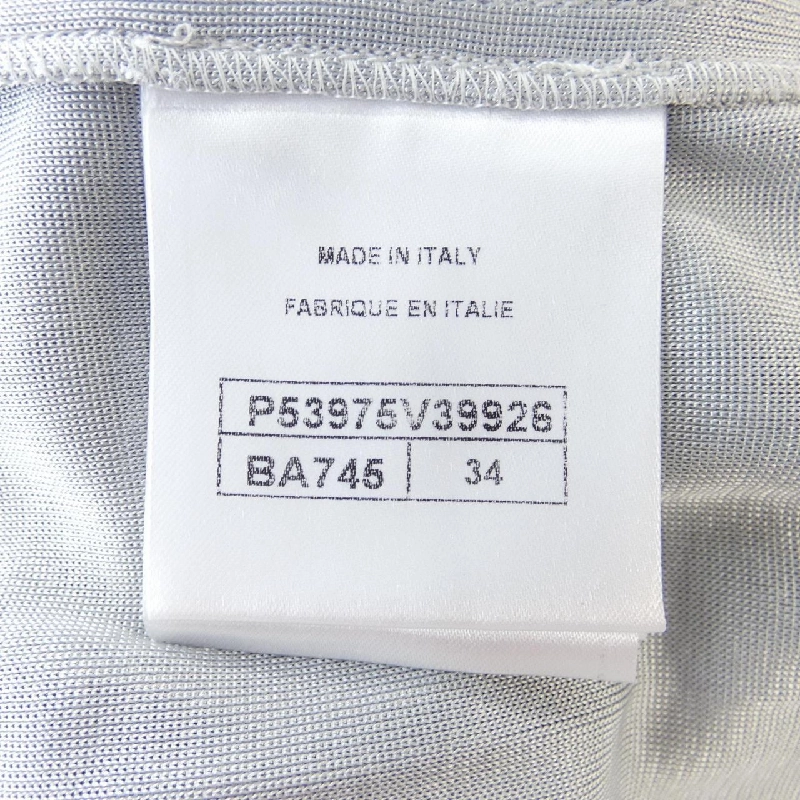 MADE IN ITALY
FABRIQUE EN ITALIE
P53975V39926
BA745 34